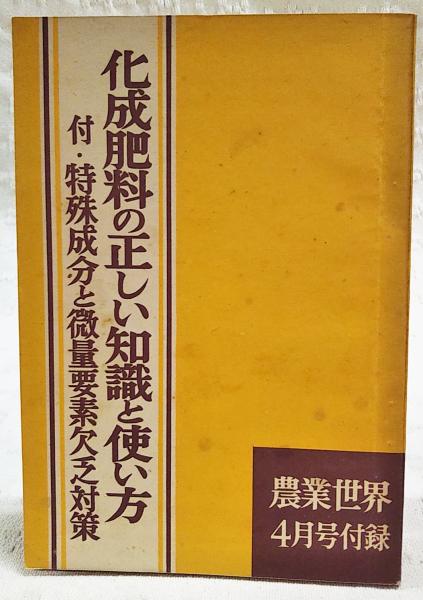 化成肥料の正しい知識と使い方
付・特殊成分と微量要素欠乏対策
農業世界
4月号付録